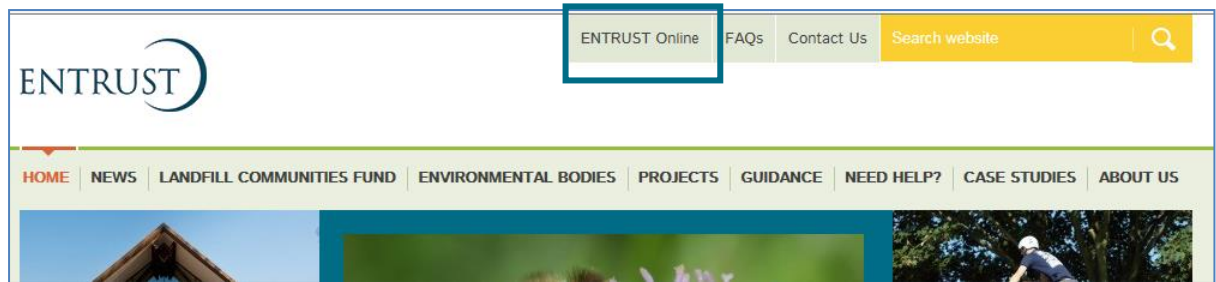 ENTRUST Online FAQs Contact Us Search website
ENTRUST
HOME NEWS LANDFILL COMMUNITIES FUND ENVIRONMENTAL BODIES PROJECTS GUIDANCE NEED HELP? CASE STUDIES ABOUT US